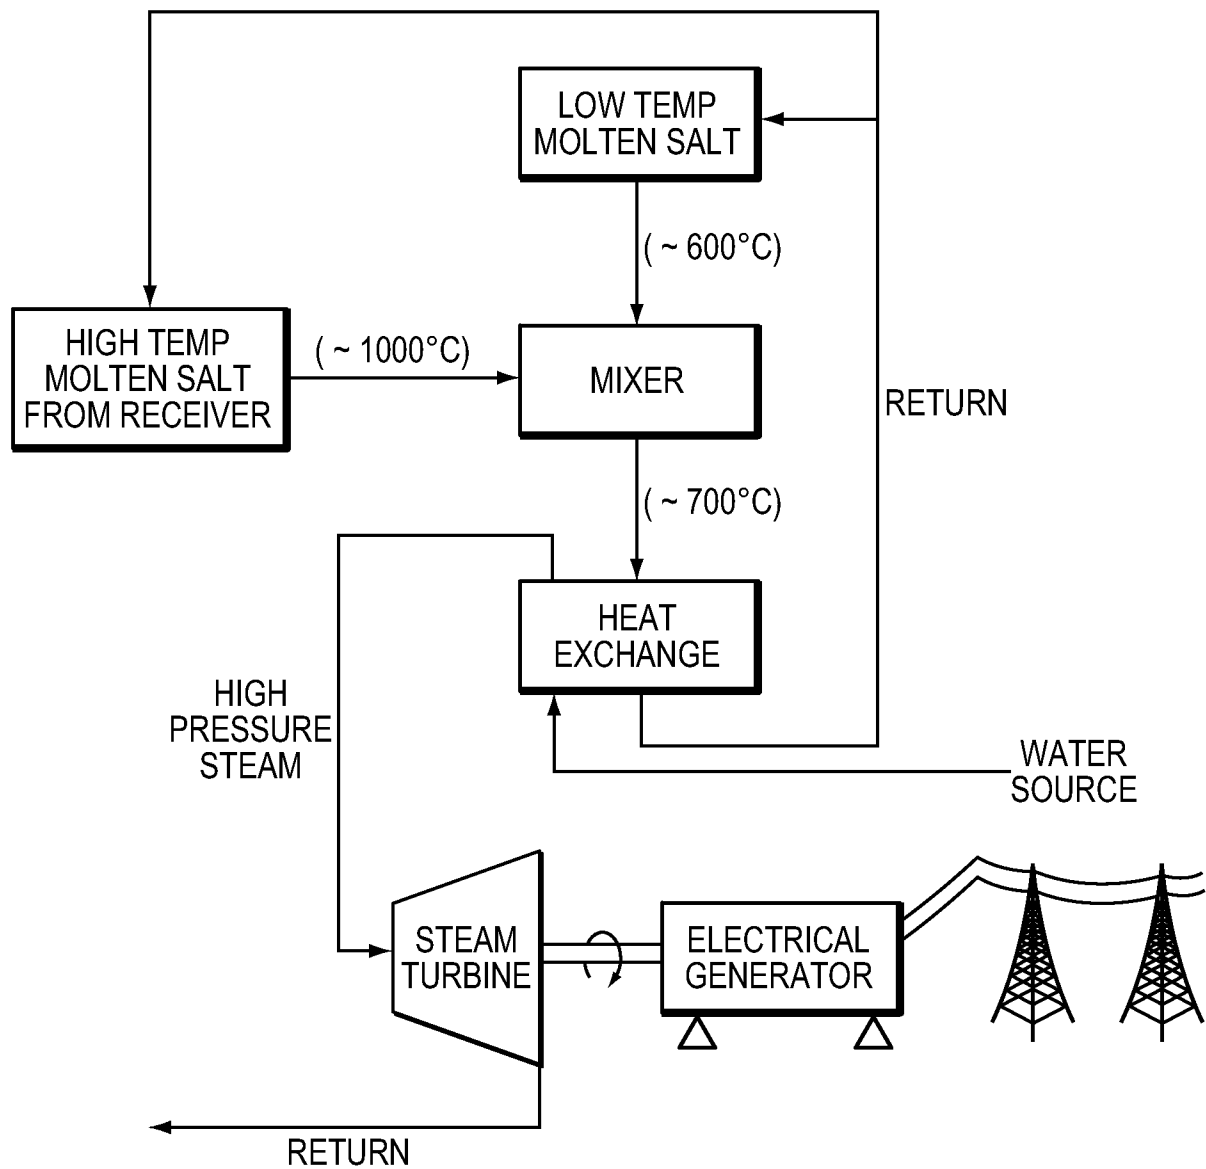 LOW TEMP
MOLTEN SALT
( ~ 600°C)
HIGH TEMP
MOLTEN SALT
FROM RECEIVER
( ~ 1000°C)
MIXER
RETURN
( ~ 700°C)
HEAT
EXCHANGE
HIGH
PRESSURE
STEAM
WATER
SOURCE
STEAM
TURBINE
ELECTRICAL
GENERATOR
RETURN